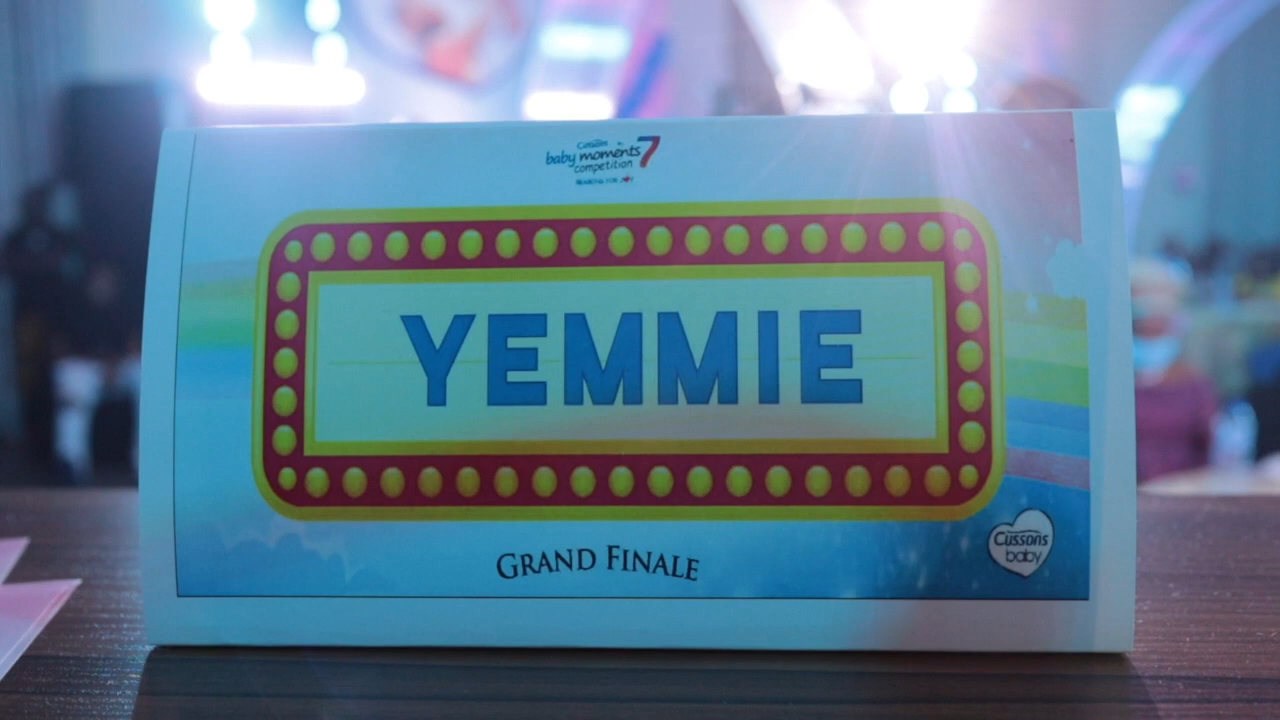 Cussons
baby moments 7
competition
YEMMIE
GRAND FINALE
Cussons
baby